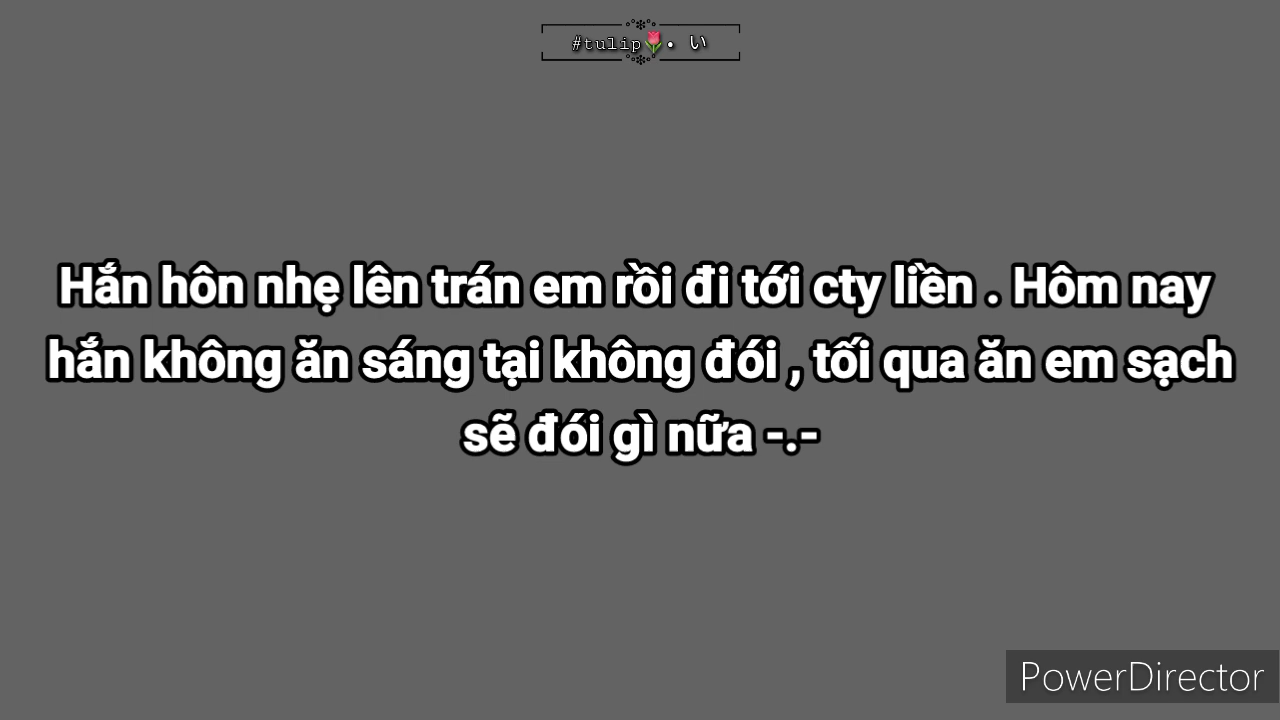 #tulip🌷• い
Hắn hôn nhẹ lên trán em rồi đi tới cty liền . Hôm nay
hắn không ăn sáng tại không đói , tối qua ăn em sạch
sẽ đói gì nữa -.-
PowerDirector